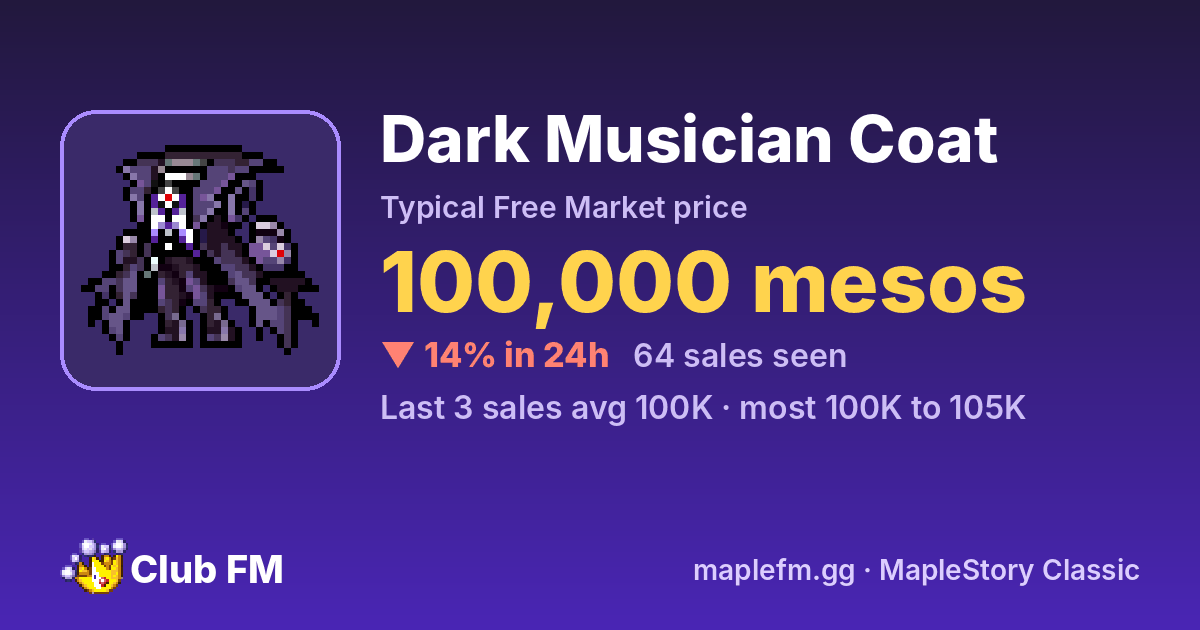 Dark Musician Coat
Typical Free Market price
100,000 mesos
▼ 14% in 24h 64 sales seen
Last 3 sales avg 100K · most 100K to 105K
Club FM
maplefm.gg · MapleStory Classic